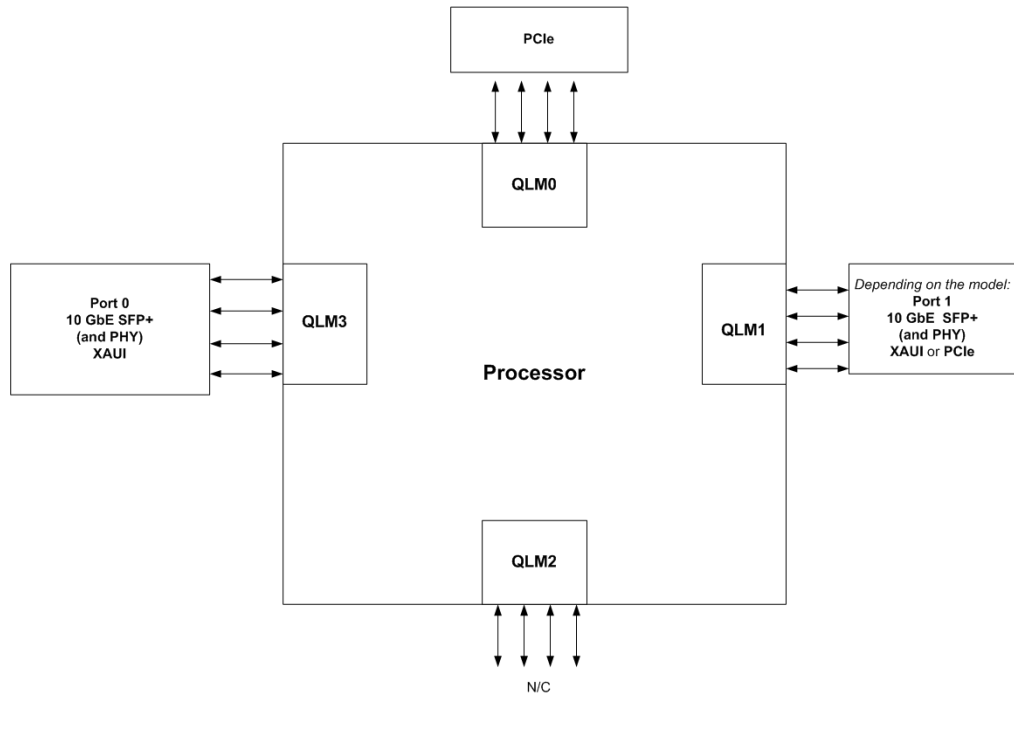 PCIe
QLM0
Port 0
10 GbE SFP+
(and PHY)
XAUI
QLM3
Processor
QLM1
Depending on the model:
Port 1
10 GbE SFP+
(and PHY)
XAUI or PCIe
QLM2
N/C